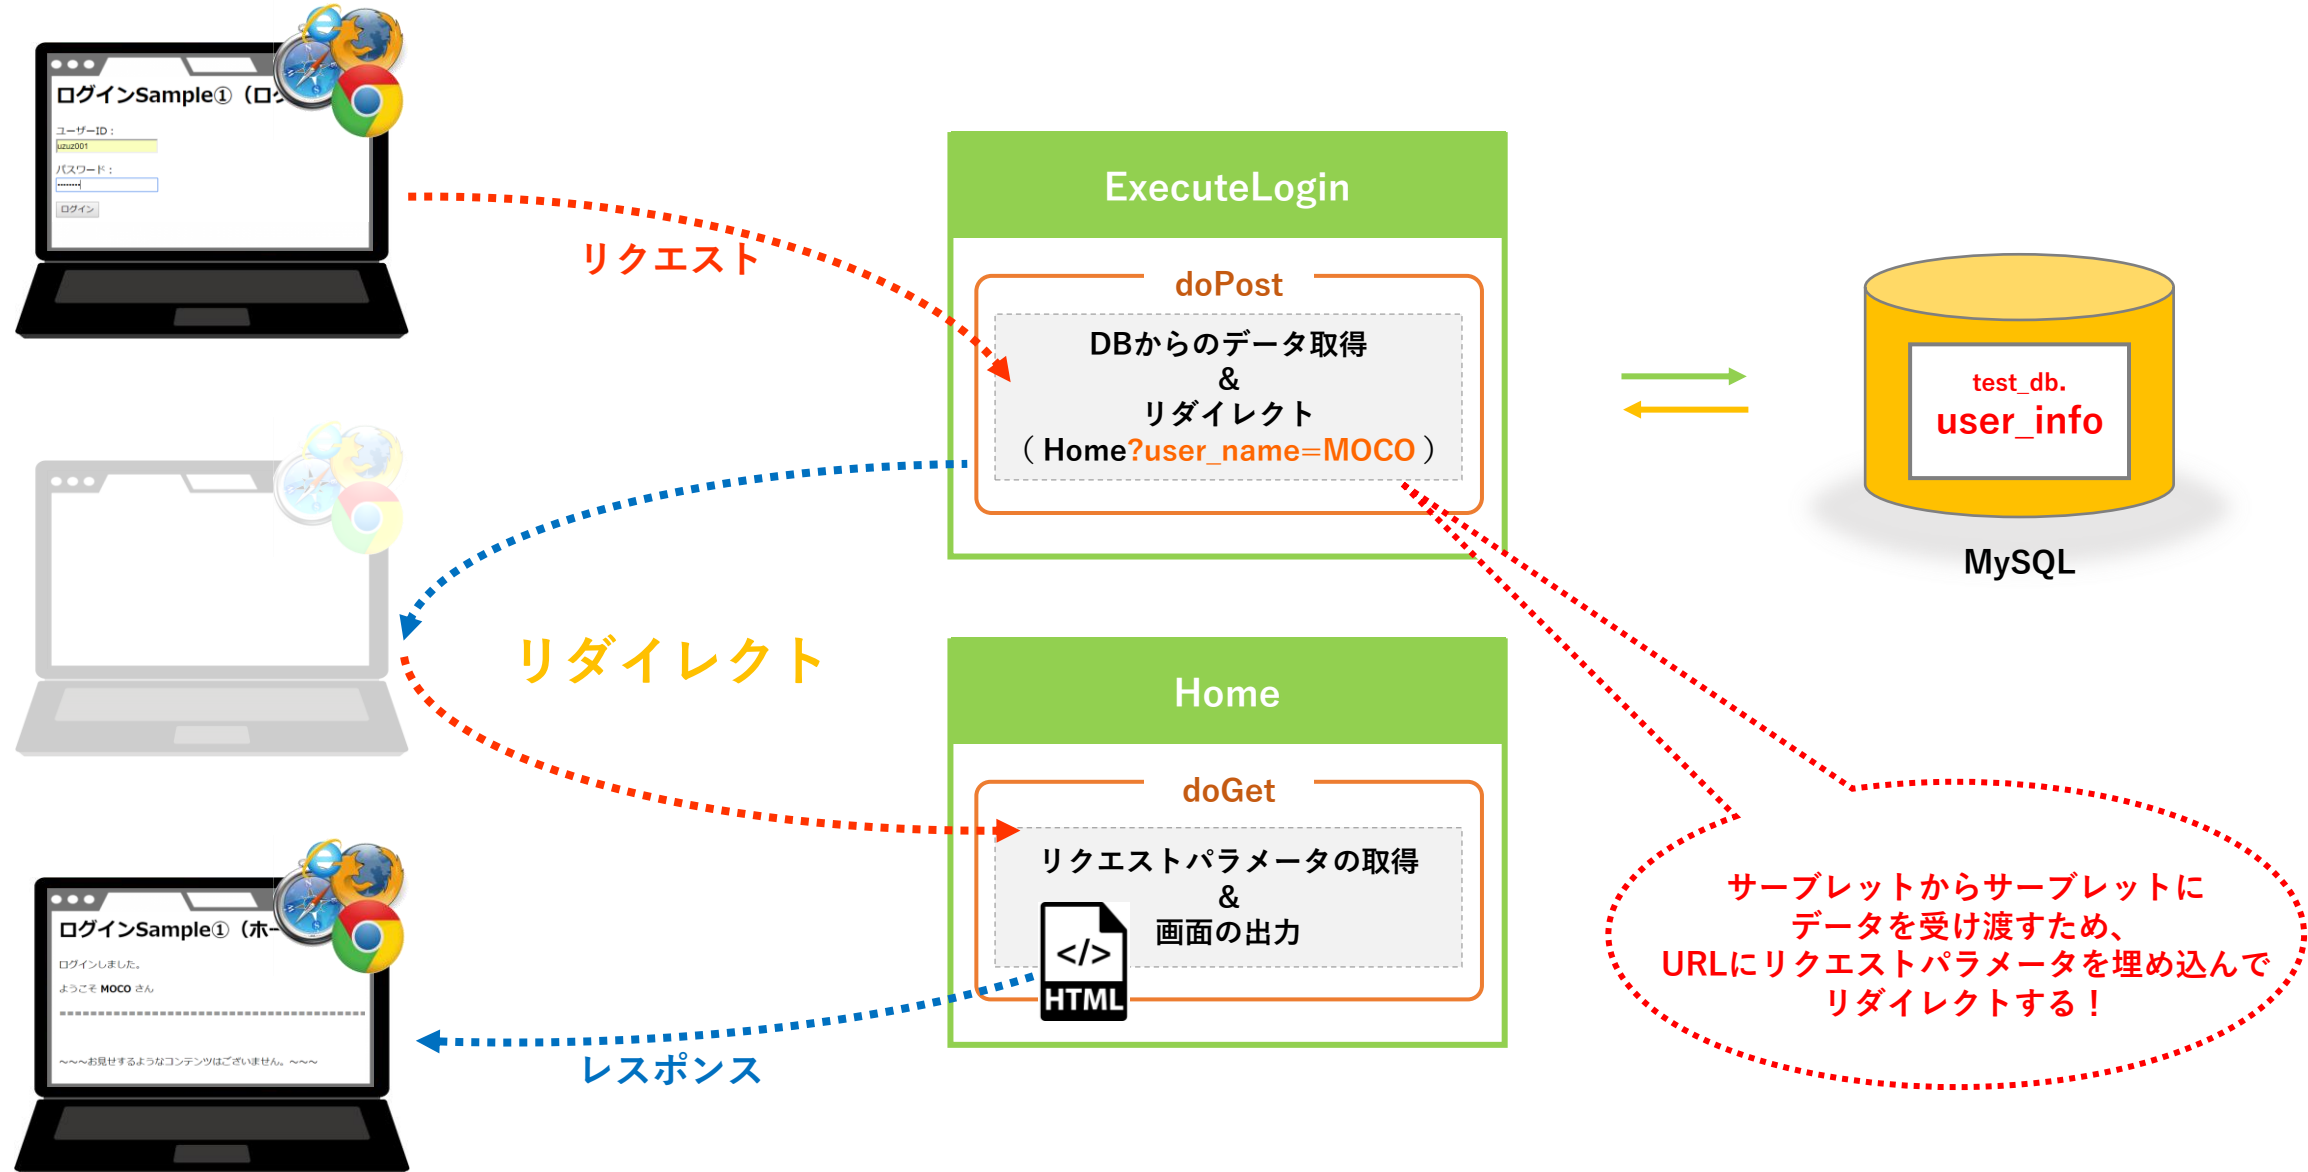 ログインSample①（ロ
ユーザーID：
uzuz001
パスワード：
ログイン
リクエスト
ExecuteLogin
doPost
DBからのデータ取得
&
リダイレクト
（ Home?user_name=MOCO ）
test_db.
user_info
MySQL
リダイレクト
Home
doGet
リクエストパラメータの取得
&
画面の出力
</>
HTML
レスポンス
サーブレットからサーブレットに
データを受け渡すため、
URLにリクエストパラメータを埋め込んで
リダイレクトする！
ログインSample①（ホー
ログインしました。
ようこそ MOCO さん
～～～お見せするようなコンテンツはございません。～～～